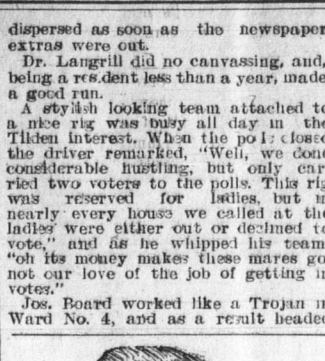 dispersed as soon as the newspaper
extras were out.
Dr. Langrill did no canvassing, and,
being a resident less than a year, made
a good run.
A stylish looking team attached to
a nice rig was busy all day in the
Tilden interest. When the polls closed
the driver remarked, "Well, we done
considerable hustling, but only car
ried two voters to the polls. This rig
was reserved for ladies, but
nearly every house we called at the
ladies were either out or declined to
vote," and as he whipped his team
"oh its money makes these mares go
not our love of the job of getting
votes."
Jos. Board worked like a Trojan
Ward No. 4, and as a result headed